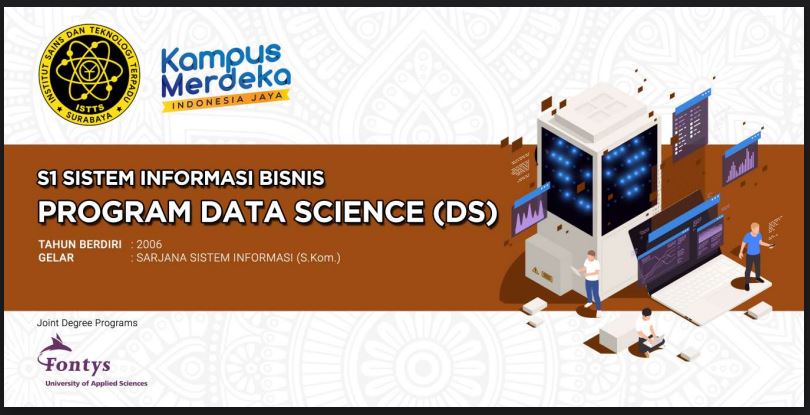 INSTITUT SAINS DAN TEKNOLOGI TERPADU
ISTTS
SURABAYA
Kampus
Merdeka
INDONESIA JAYA
S1 SISTEM INFORMASI BISNIS
PROGRAM DATA SCIENCE (DS)
TAHUN BERDIRI : 2006
GELAR : SARJANA SISTEM INFORMASI (S.Kom.)
Joint Degree Programs
Fontys
University of Applied Sciences